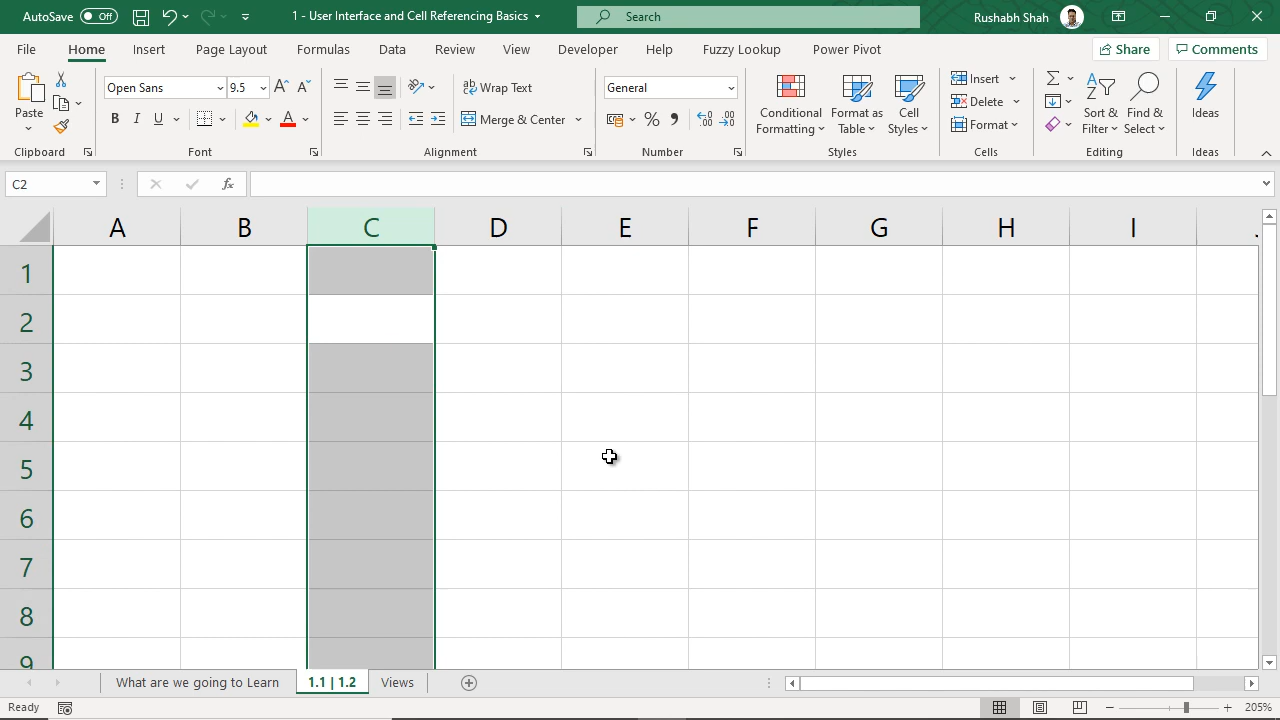 AutoSave Off 1 - User Interface and Cell Referencing Basics Search Rushabh Shah
File Home Insert Page Layout Formulas Data Review View Developer Help Fuzzy Lookup Power Pivot Share Comments
Paste Open Sans 9.5 ab Wrap Text General Conditional Formatting Format as Table Cell Styles Insert Sort & Filter Find & Select Ideas
B I U A Merge & Center % Delete
Format
Clipboard Font Alignment Number Styles Cells Editing Ideas
C2 fx
A B C D E F G H I
1
2
3
4
5
6
7
8
9
What are we going to Learn 1.1 | 1.2 Views
Ready 205%